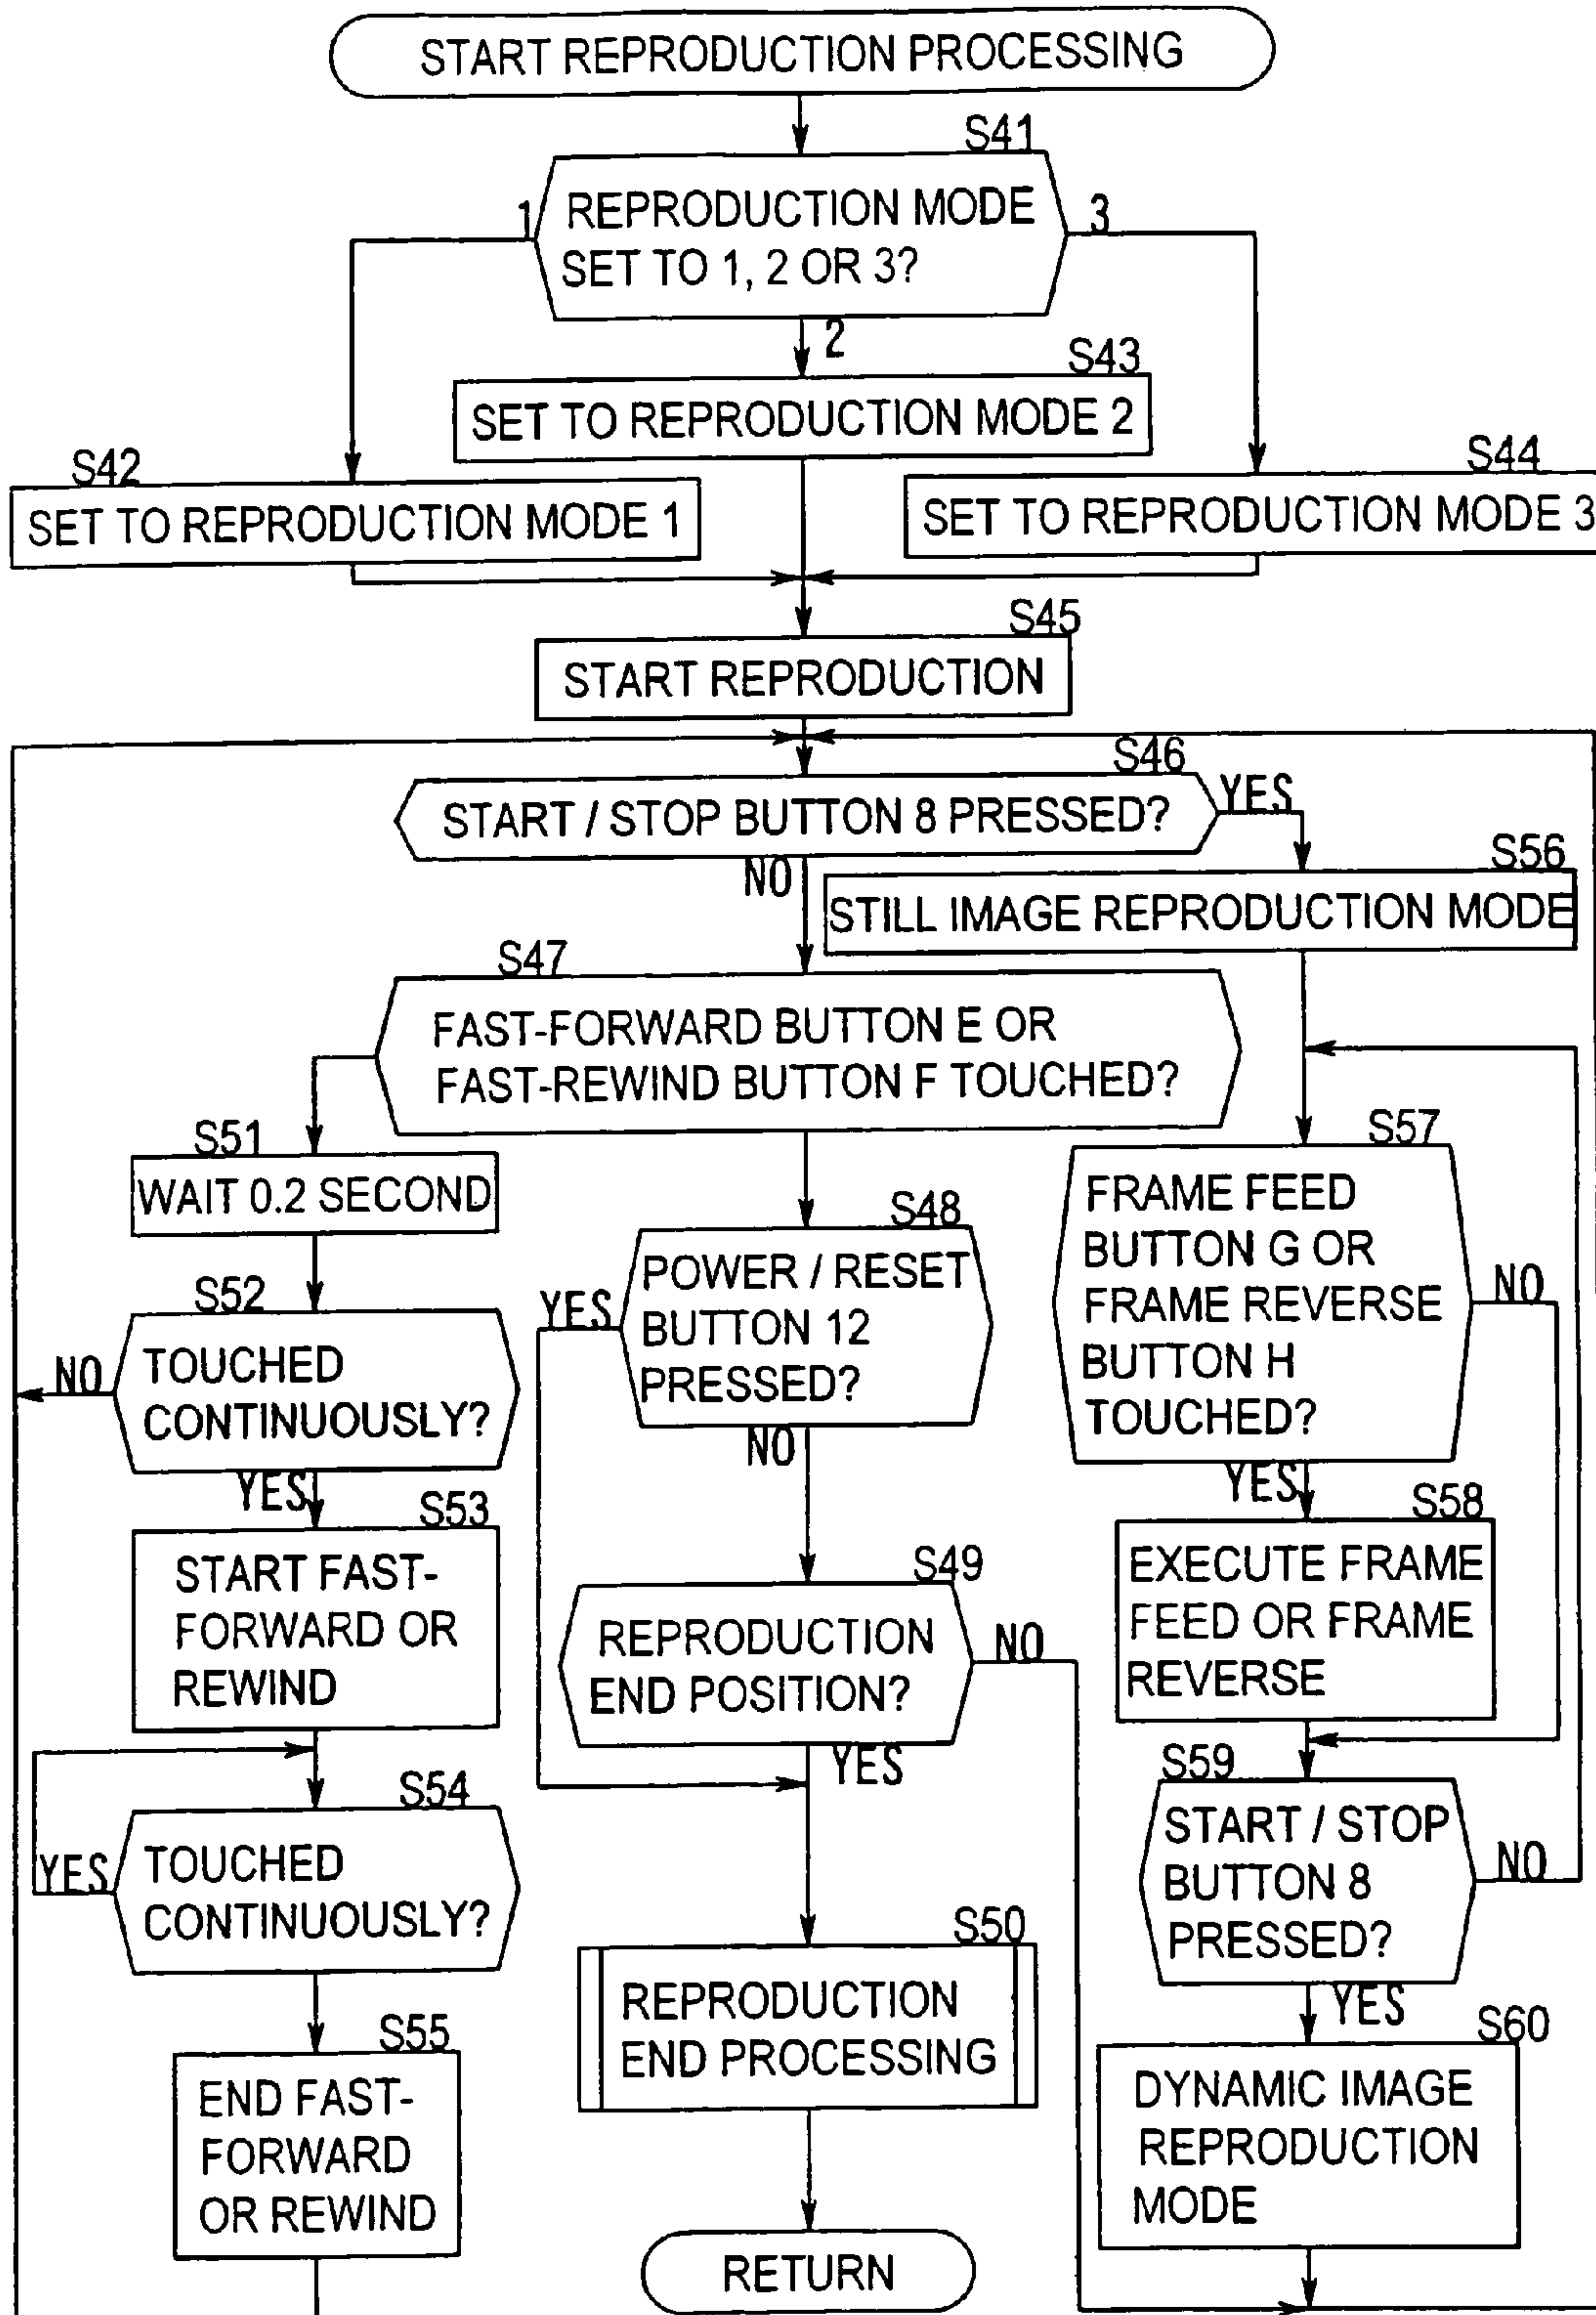 START REPRODUCTION PROCESSING
S41
REPRODUCTION MODE
SET TO 1, 2 OR 3?
1
3
2
S43
SET TO REPRODUCTION MODE 2
S42
SET TO REPRODUCTION MODE 1
S44
SET TO REPRODUCTION MODE 3
S45
START REPRODUCTION
S46
START / STOP BUTTON 8 PRESSED?
YES
NO
S56
STILL IMAGE REPRODUCTION MODE
S47
FAST-FORWARD BUTTON E OR
FAST-REWIND BUTTON F TOUCHED?
S51
WAIT 0.2 SECOND
S52
TOUCHED
CONTINUOUSLY?
NO
YES
S53
START FAST-
FORWARD OR
REWIND
S54
TOUCHED
CONTINUOUSLY?
YES
S55
END FAST-
FORWARD
OR REWIND
S48
POWER / RESET
BUTTON 12
PRESSED?
YES
NO
S49
REPRODUCTION
END POSITION?
NO
YES
S50
REPRODUCTION
END PROCESSING
RETURN
S57
FRAME FEED
BUTTON G OR
FRAME REVERSE
BUTTON H
TOUCHED?
NO
YES
S58
EXECUTE FRAME
FEED OR FRAME
REVERSE
S59
START / STOP
BUTTON 8
PRESSED?
NO
YES
S60
DYNAMIC IMAGE
REPRODUCTION
MODE